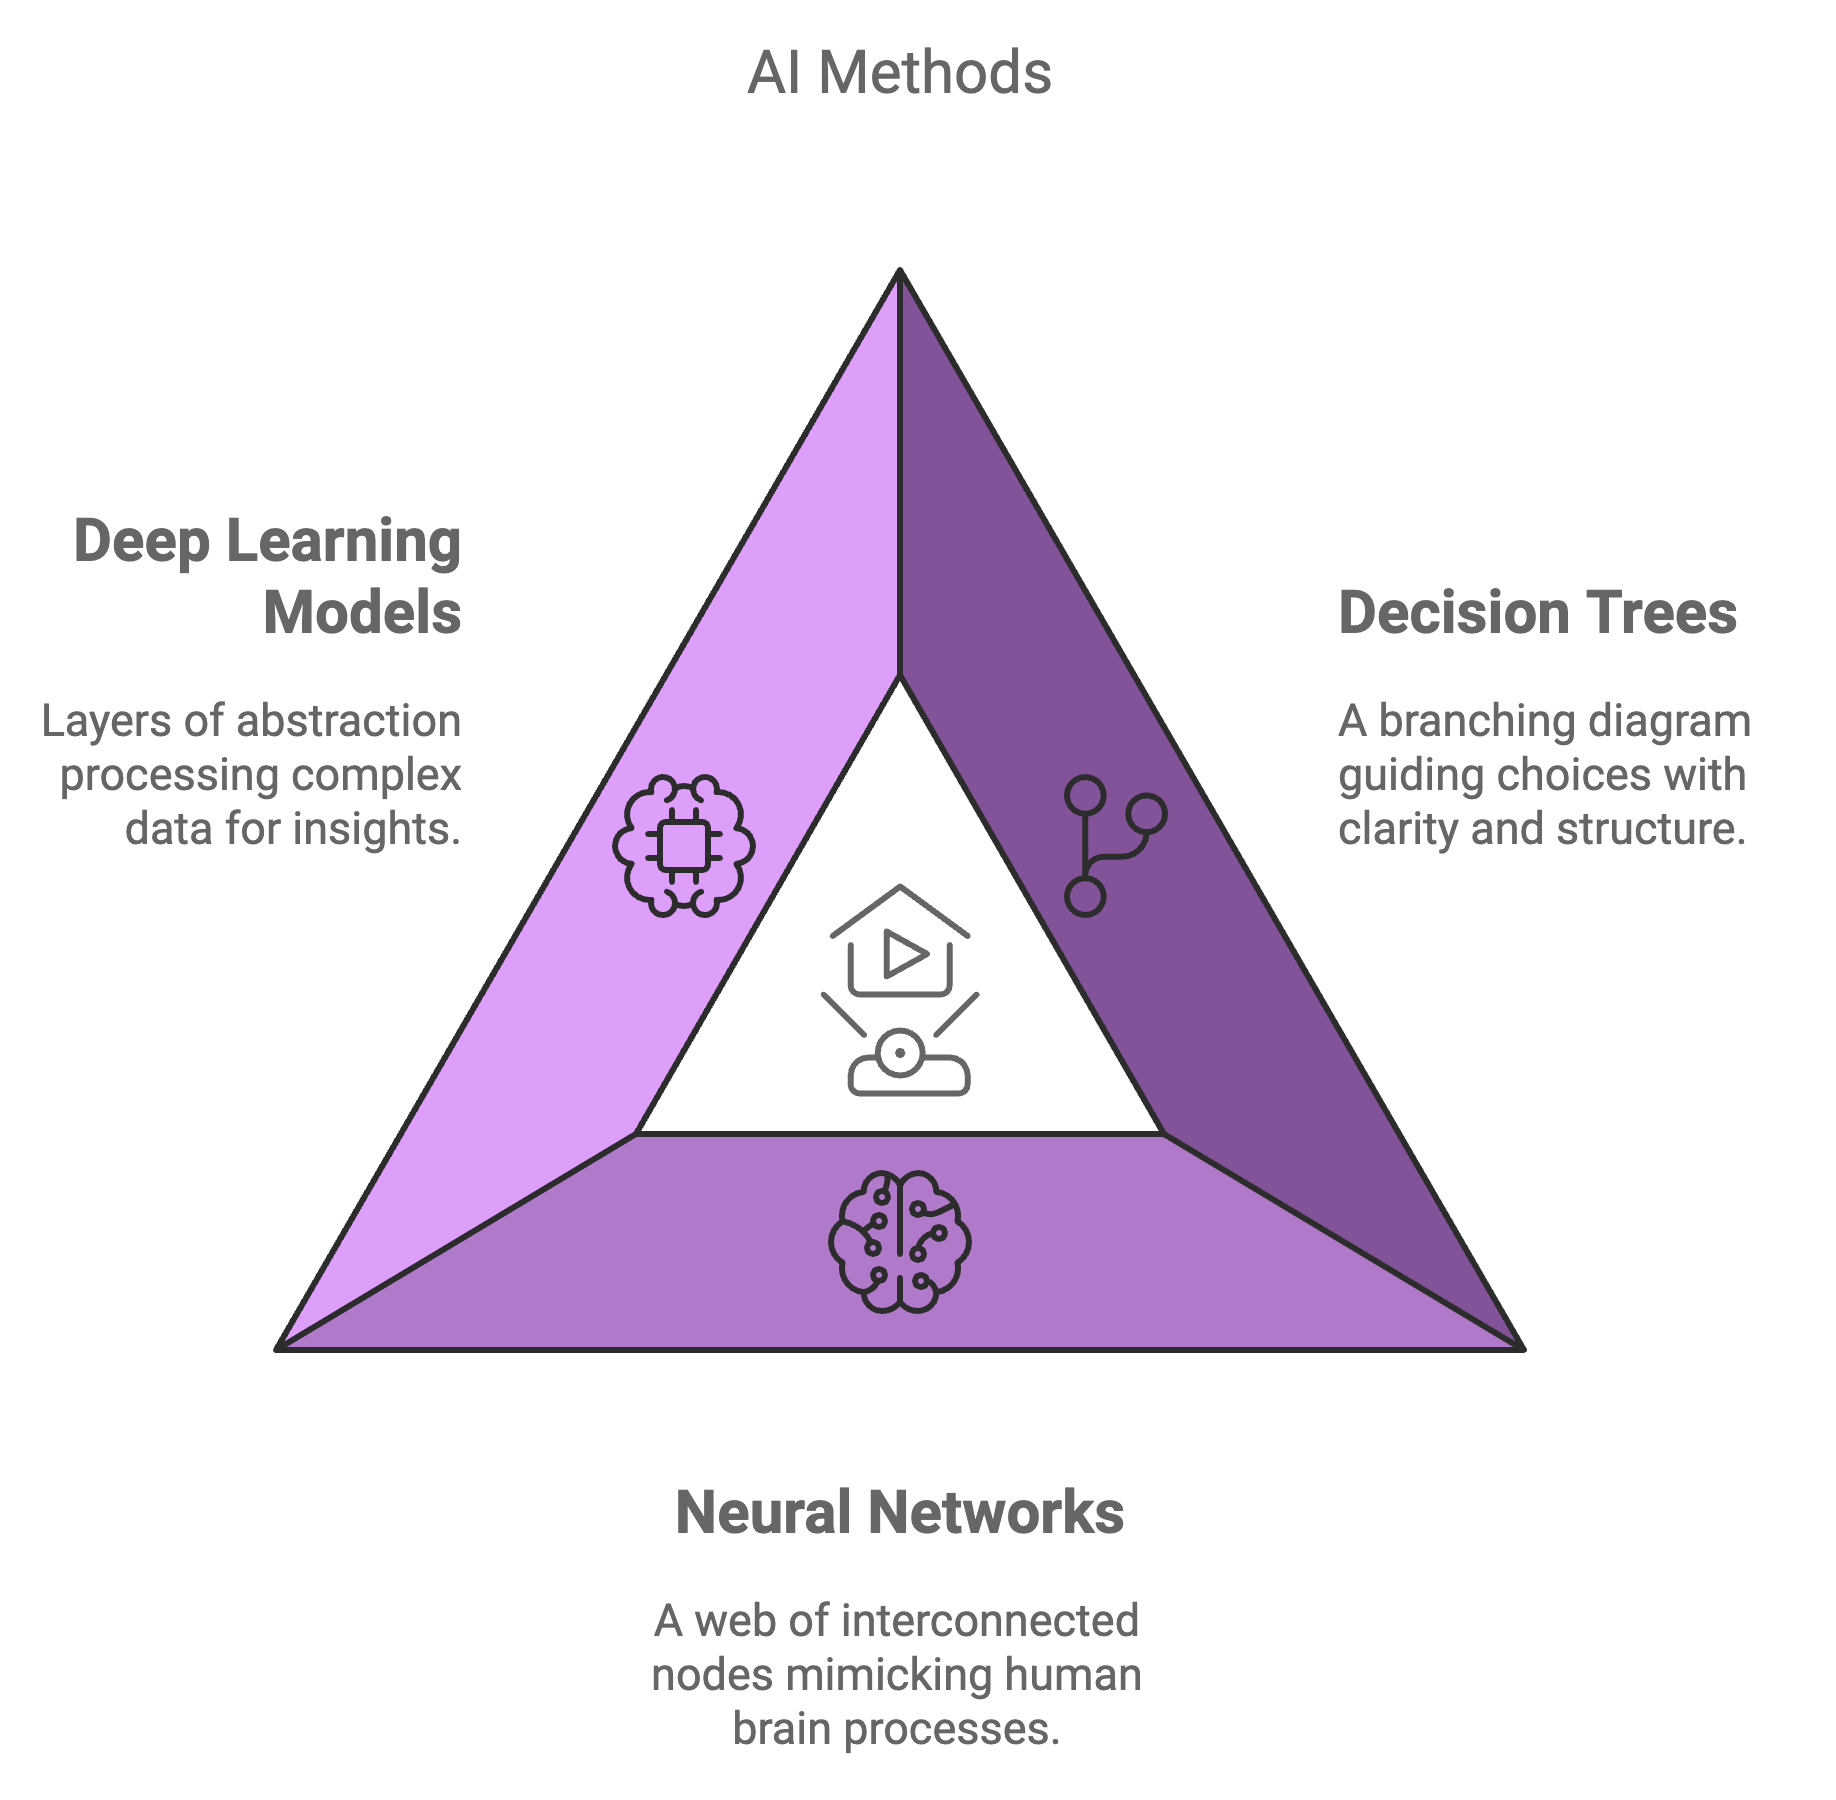 AI Methods
Deep Learning
Models
Layers of abstraction
processing complex
data for insights.
Decision Trees
A branching diagram
guiding choices with
clarity and structure.
Neural Networks
A web of interconnected
nodes mimicking human
brain processes.